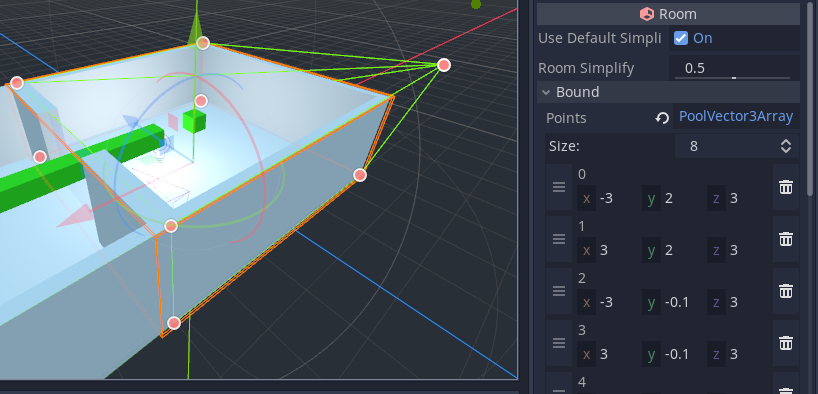 Room
Use Default Simpli On
Room Simplify 0.5
Bound
Points PoolVector3Array
Size: 8
0
x -3 y 2 z 3
1
x 3 y 2 z 3
2
x -3 y -0.1 z 3
3
x 3 y -0.1 z 3
4